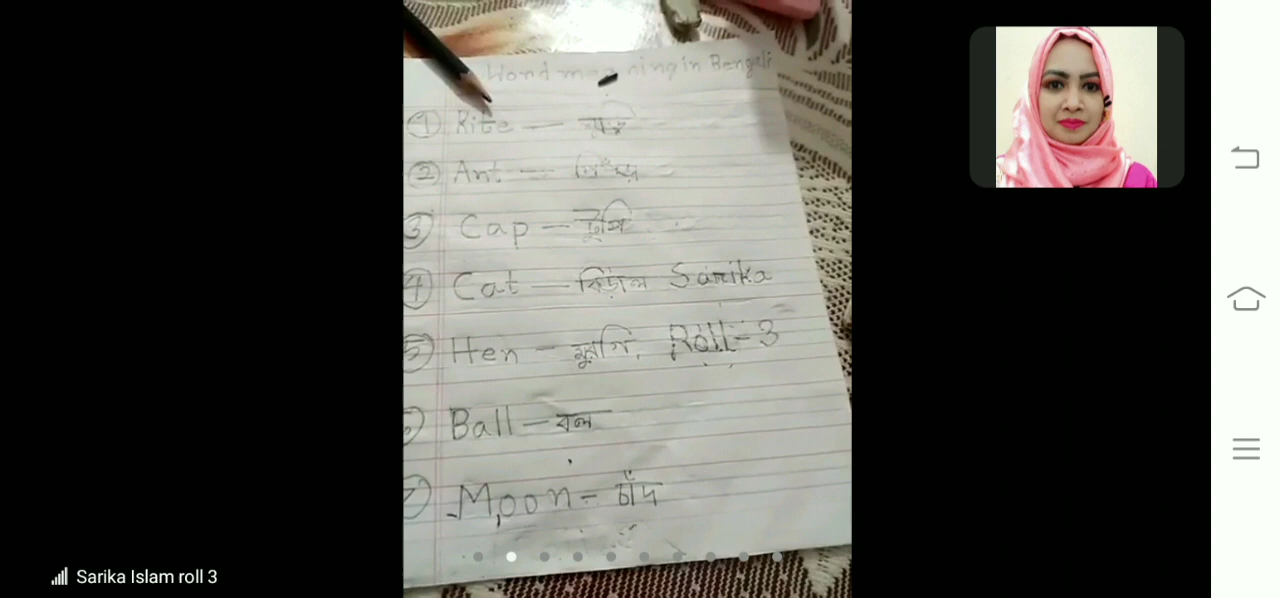 Word meaning in Bengali
① Kite — ঘুড়ি
② Ant — পিঁপড়া
③ Cap — টুপি
④ Cat — বিড়াল Sarika
⑤ Hen — মুরগি, Roll-3
⑥ Ball — বল
⑦ Moon - চাঁদ
Sarika Islam roll 3